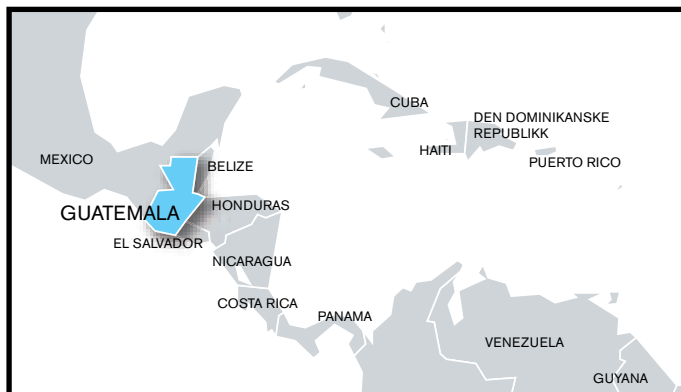 CUBA
DEN DOMINIKANSKE
REPUBLIKK
HAITI
PUERTO RICO
MEXICO
BELIZE
GUATEMALA
HONDURAS
EL SALVADOR
NICARAGUA
COSTA RICA
PANAMA
VENEZUELA
GUYANA